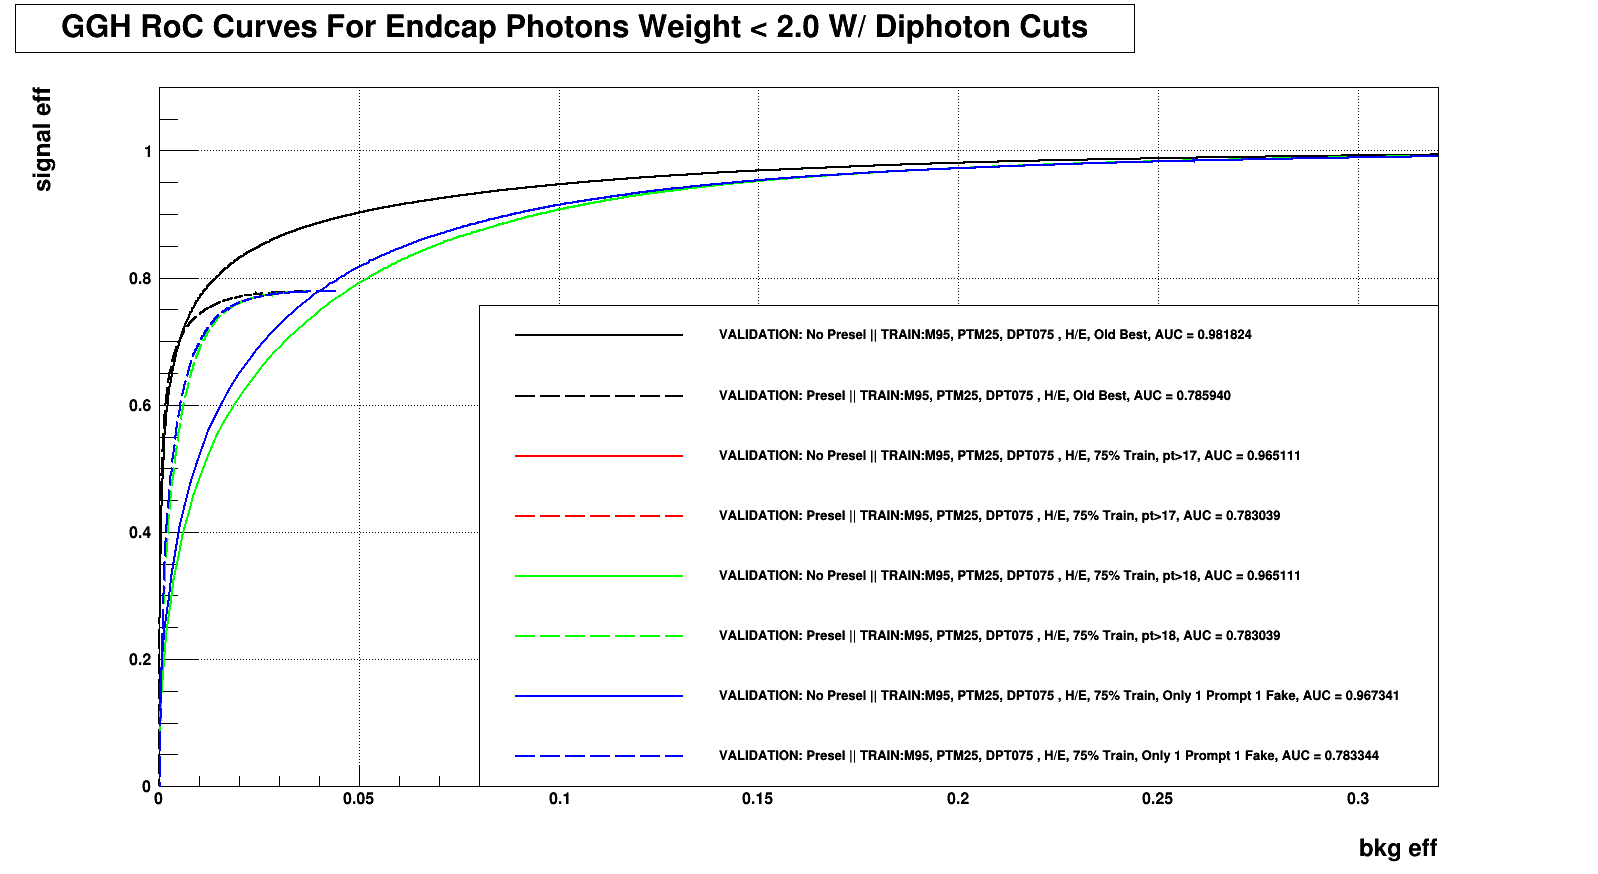 GGH RoC Curves For Endcap Photons Weight < 2.0 W/ Diphoton Cuts
signal eff
1
0.8
0.6
0.4
0.2
0
VALIDATION: No Presel || TRAIN:M95, PTM25, DPT075 , H/E, Old Best, AUC = 0.981824
VALIDATION: Presel || TRAIN:M95, PTM25, DPT075 , H/E, Old Best, AUC = 0.785940
VALIDATION: No Presel || TRAIN:M95, PTM25, DPT075 , H/E, 75% Train, pt>17, AUC = 0.965111
VALIDATION: Presel || TRAIN:M95, PTM25, DPT075 , H/E, 75% Train, pt>17, AUC = 0.783039
VALIDATION: No Presel || TRAIN:M95, PTM25, DPT075 , H/E, 75% Train, pt>18, AUC = 0.965111
VALIDATION: Presel || TRAIN:M95, PTM25, DPT075 , H/E, 75% Train, pt>18, AUC = 0.783039
VALIDATION: No Presel || TRAIN:M95, PTM25, DPT075 , H/E, 75% Train, Only 1 Prompt 1 Fake, AUC = 0.967341
VALIDATION: Presel || TRAIN:M95, PTM25, DPT075 , H/E, 75% Train, Only 1 Prompt 1 Fake, AUC = 0.783344
0 0.05 0.1 0.15 0.2 0.25 0.3
bkg eff